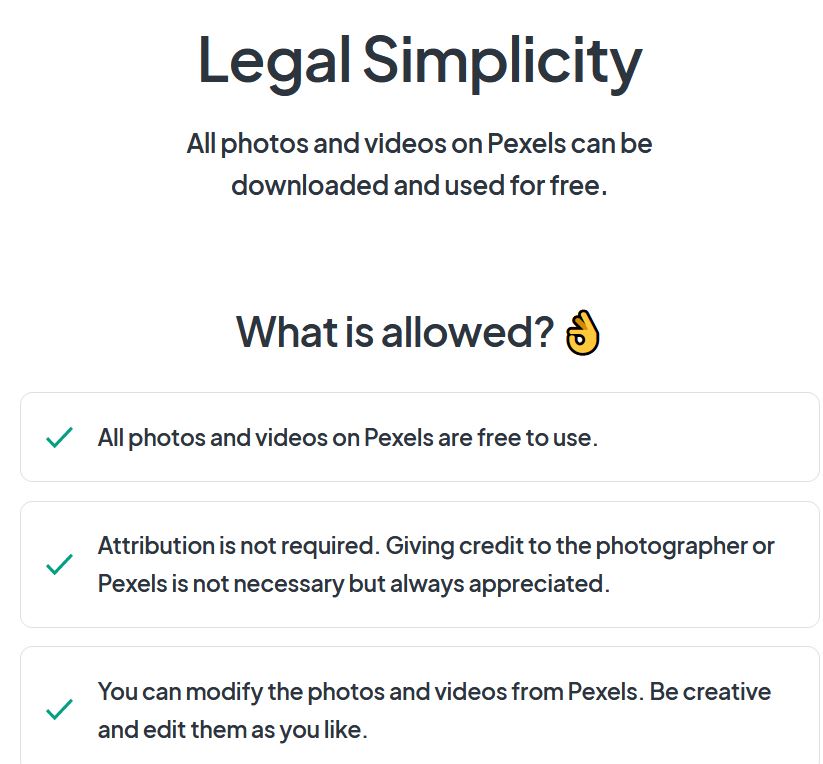 Legal Simplicity
All photos and videos on Pexels can be
downloaded and used for free.
What is allowed? 👌
All photos and videos on Pexels are free to use.
Attribution is not required. Giving credit to the photographer or
Pexels is not necessary but always appreciated.
You can modify the photos and videos from Pexels. Be creative
and edit them as you like.